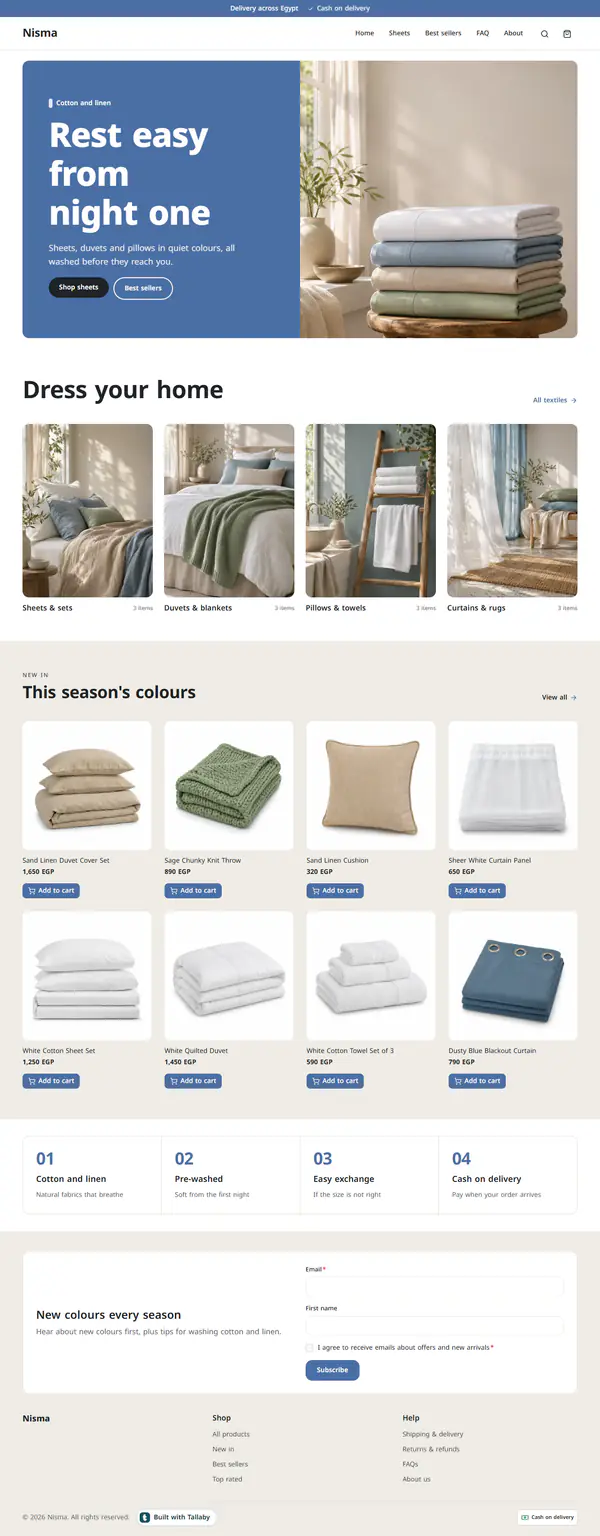 Delivery across Egypt ✓ Cash on delivery
Nisma
Home Sheets Best sellers FAQ About
Cotton and linen
Rest easy
from
night one
Sheets, duvets and pillows in quiet colours, all
washed before they reach you.
Shop sheets Best sellers
Dress your home
All textiles →
Sheets & sets 3 items
Duvets & blankets 3 items
Pillows & towels 3 items
Curtains & rugs 3 items
NEW IN
This season's colours
View all →
Sand Linen Duvet Cover Set
1,650 EGP
Add to cart
Sage Chunky Knit Throw
890 EGP
Add to cart
Sand Linen Cushion
320 EGP
Add to cart
Sheer White Curtain Panel
650 EGP
Add to cart
White Cotton Sheet Set
1,250 EGP
Add to cart
White Quilted Duvet
1,450 EGP
Add to cart
White Cotton Towel Set of 3
590 EGP
Add to cart
Dusty Blue Blackout Curtain
790 EGP
Add to cart
01
Cotton and linen
Natural fabrics that breathe
02
Pre-washed
Soft from the first night
03
Easy exchange
If the size is not right
04
Cash on delivery
Pay when your order arrives
New colours every season
Hear about new colours first, plus tips for washing cotton and linen.
Email*
First name
I agree to receive emails about offers and new arrivals*
Subscribe
Nisma
Shop
All products
New in
Best sellers
Top rated
Help
Shipping & delivery
Returns & refunds
FAQs
About us
© 2026 Nisma. All rights reserved.
t Built with Tallaby
Cash on delivery